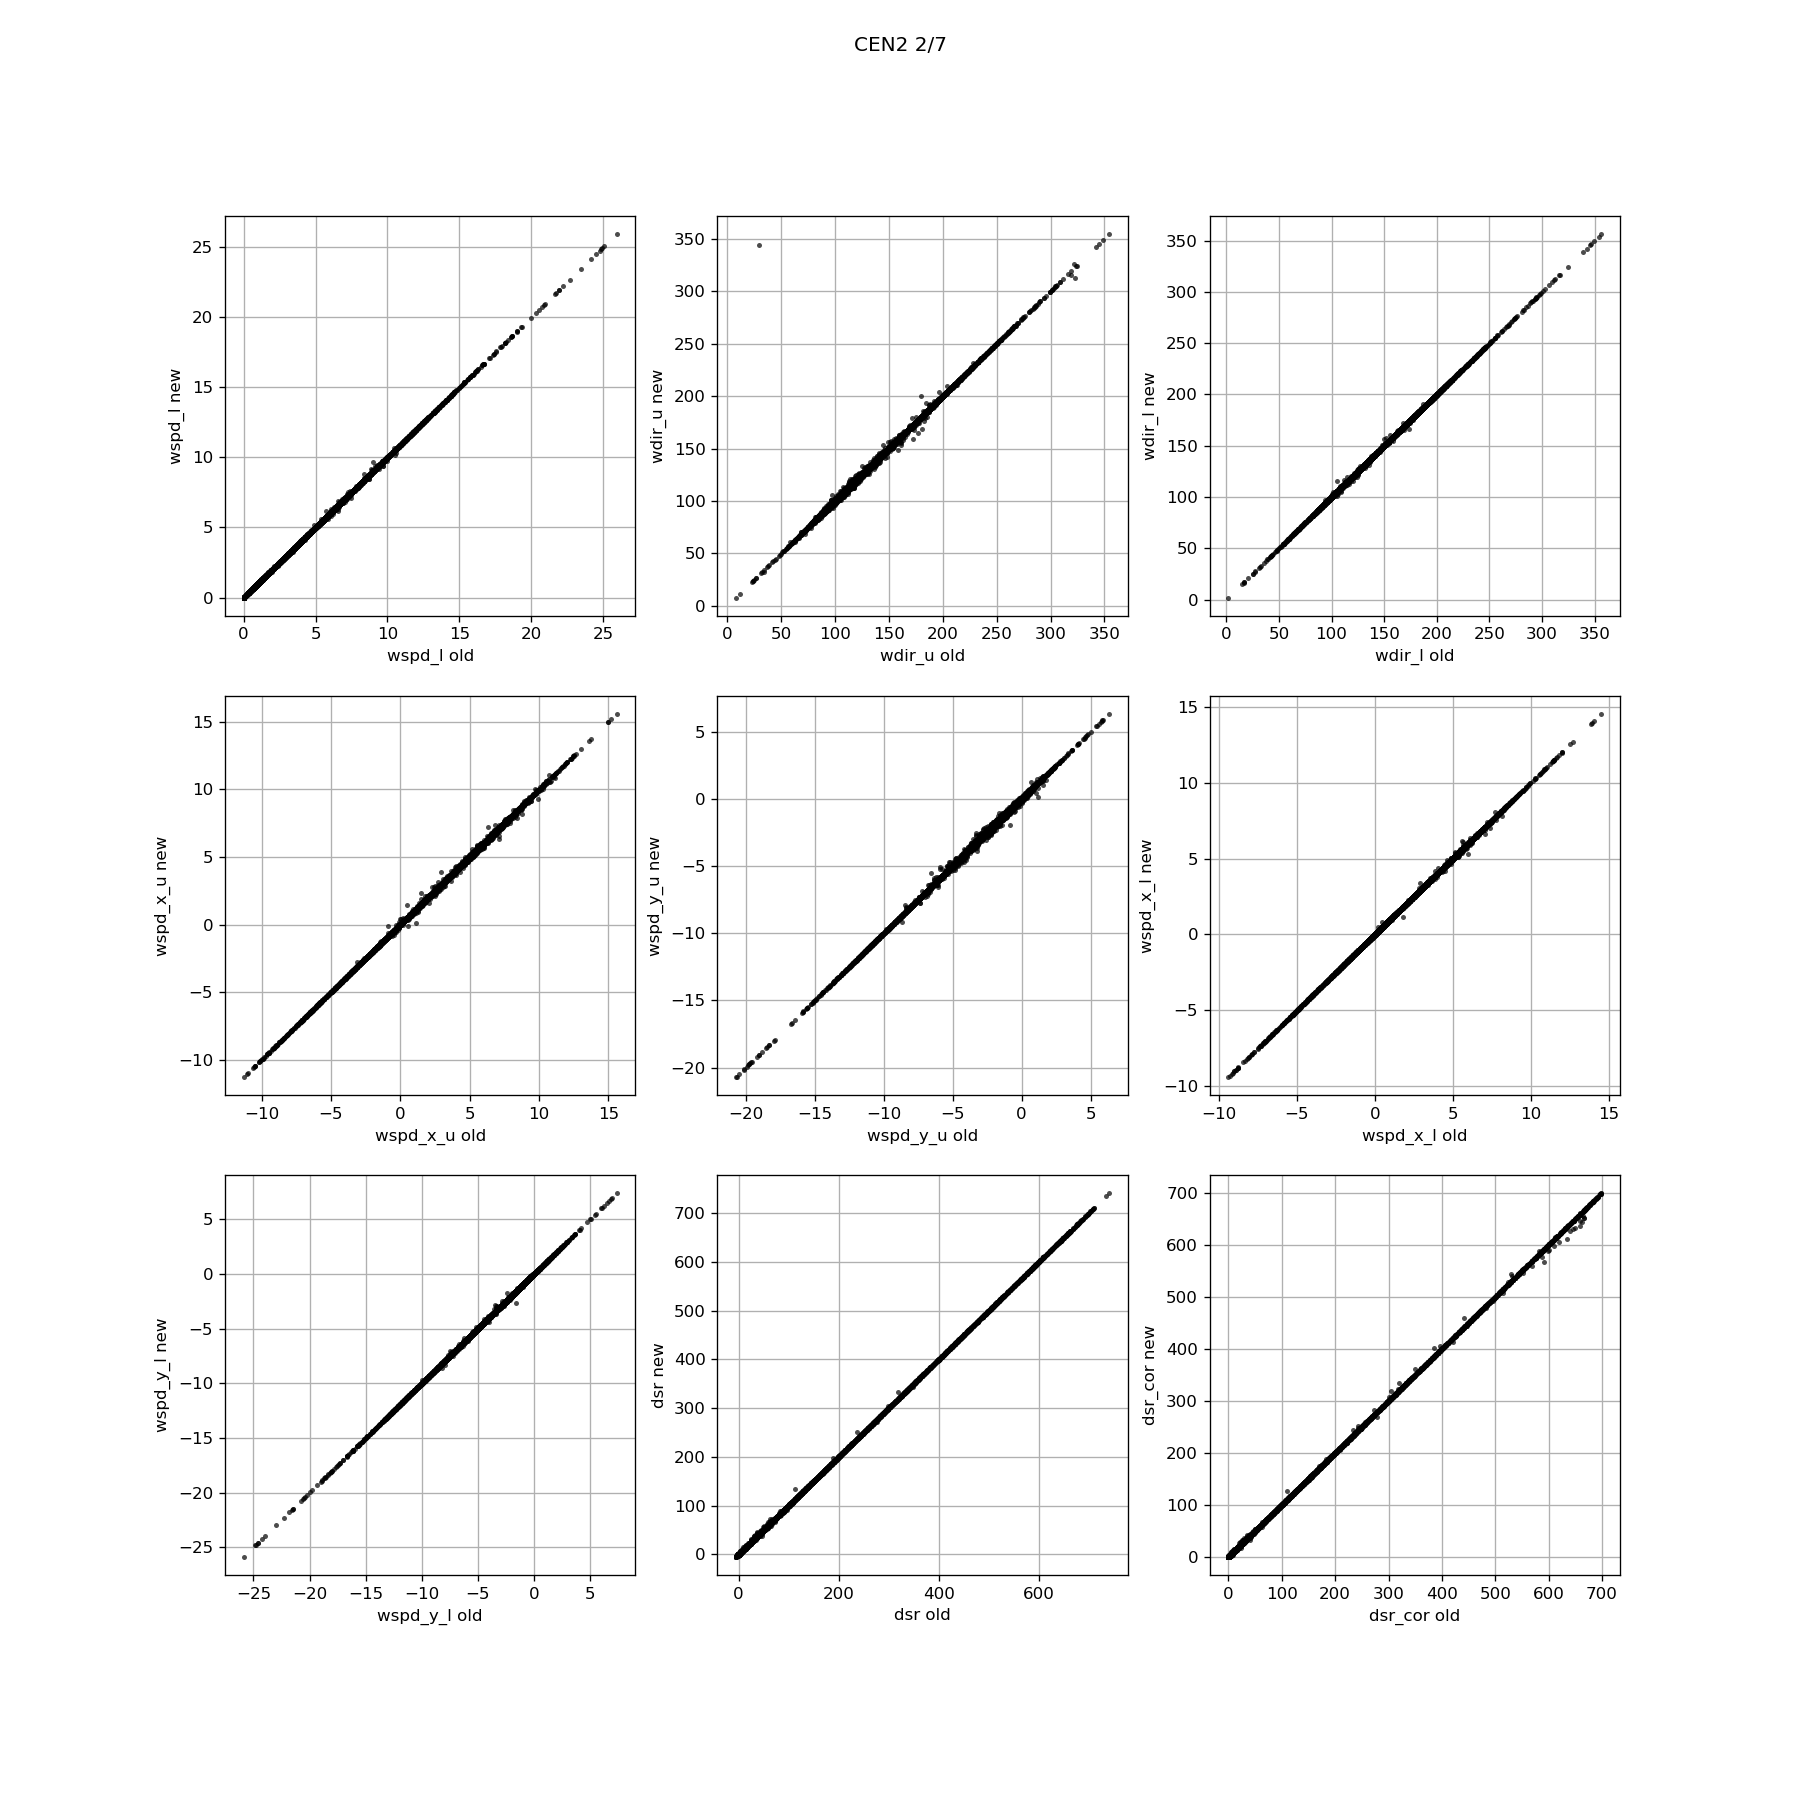 CEN2 2/7
25
20
15
10
5
0
wspd_l new
0 5 10 15 20 25
wspd_l old
350
300
250
200
150
100
50
0
wdir_u new
0 50 100 150 200 250 300 350
wdir_u old
350
300
250
200
150
100
50
0
wdir_l new
0 50 100 150 200 250 300 350
wdir_l old
15
10
5
0
−5
−10
wspd_x_u new
−10 −5 0 5 10 15
wspd_x_u old
5
0
−5
−10
−15
−20
wspd_y_u new
−20 −15 −10 −5 0 5
wspd_y_u old
15
10
5
0
−5
−10
wspd_x_l new
−10 −5 0 5 10 15
wspd_x_l old
5
0
−5
−10
−15
−20
−25
wspd_y_l new
−25 −20 −15 −10 −5 0 5
wspd_y_l old
700
600
500
400
300
200
100
0
dsr new
0 200 400 600
dsr old
700
600
500
400
300
200
100
0
dsr_cor new
0 100 200 300 400 500 600 700
dsr_cor old